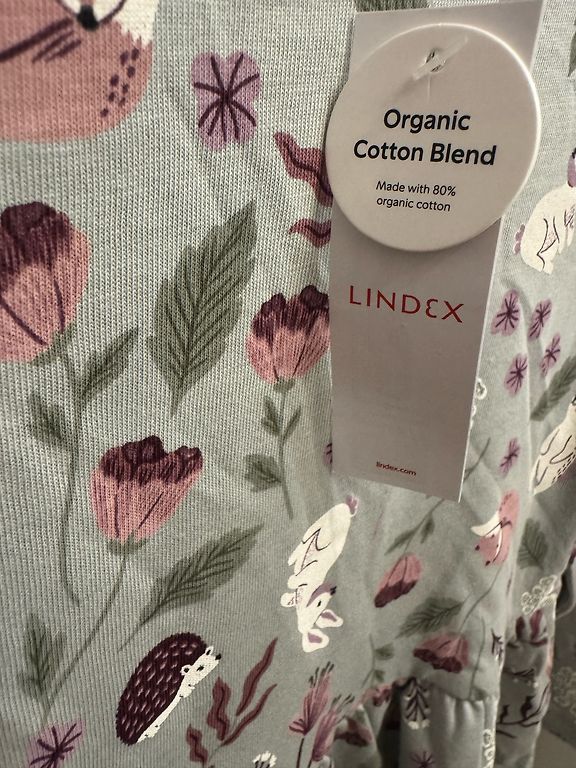 Organic
Cotton Blend
Made with 80%
organic cotton
LINDEX
lindex.com